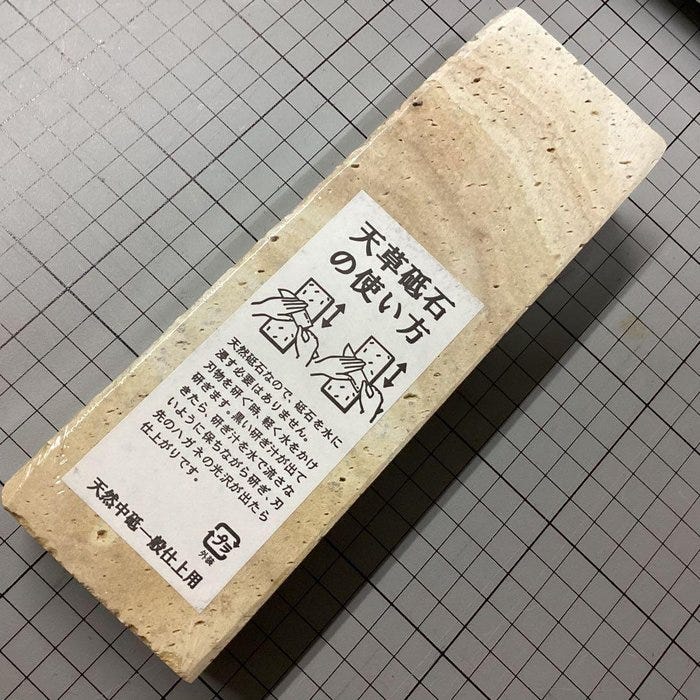 天草砥石
の使い方
天然砥石なので、砥石を水に
浸す必要はありません。
刃物を研ぐ時、軽く水をかけ
研ぎます。黒い研ぎ汁が出て
きたら、研ぎ汁を水で流さな
いように保ちながら研ぎ、刃
先のハガネの光沢が出たら
仕上がりです。
天然中砥一般仕上用
プラ
外装